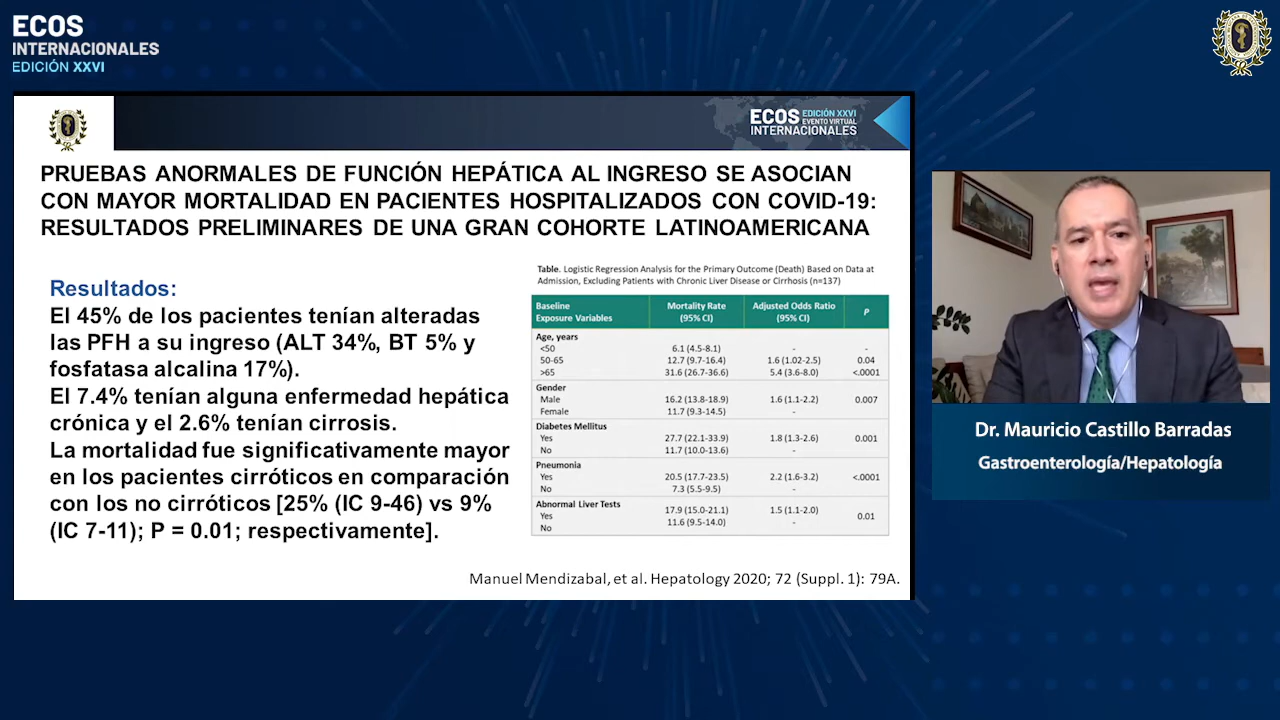 ECOS
INTERNACIONALES
EDICIÓN XXVI
ECOS EDICIÓN XXVI
EVENTO VIRTUAL
INTERNACIONALES
PRUEBAS ANORMALES DE FUNCIÓN HEPÁTICA AL INGRESO SE ASOCIAN
CON MAYOR MORTALIDAD EN PACIENTES HOSPITALIZADOS CON COVID-19:
RESULTADOS PRELIMINARES DE UNA GRAN COHORTE LATINOAMERICANA
Resultados:
El 45% de los pacientes tenían alteradas
las PFH a su ingreso (ALT 34%, BT 5% y
fosfatasa alcalina 17%).
El 7.4% tenían alguna enfermedad hepática
crónica y el 2.6% tenían cirrosis.
La mortalidad fue significativamente mayor
en los pacientes cirróticos en comparación
con los no cirróticos [25% (IC 9-46) vs 9%
(IC 7-11); P = 0.01; respectivamente].
Table. Logistic Regression Analysis for the Primary Outcome (Death) Based on Data at
Admission, Excluding Patients with Chronic Liver Disease or Cirrhosis (n=137)
Baseline Mortality Rate Adjusted Odds Ratio P
Exposure Variables (95% CI) (95% CI)
Age, years
<50 6.1 (4.5-8.1) - -
50-65 12.7 (9.7-16.4) 1.6 (1.02-2.5) 0.04
>65 31.6 (26.7-36.6) 5.4 (3.6-8.0) <.0001
Gender
Male 16.2 (13.8-18.9) 1.6 (1.1-2.2) 0.007
Female 11.7 (9.3-14.5) -
Diabetes Mellitus
Yes 27.7 (22.1-33.9) 1.8 (1.3-2.6) 0.001
No 11.7 (10.0-13.6) -
Pneumonia
Yes 20.5 (17.7-23.5) 2.2 (1.6-3.2) <.0001
No 7.3 (5.5-9.5) -
Abnormal Liver Tests
Yes 17.9 (15.0-21.1) 1.5 (1.1-2.0) 0.01
No 11.6 (9.5-14.0) -
Manuel Mendizabal, et al. Hepatology 2020; 72 (Suppl. 1): 79A.
Dr. Mauricio Castillo Barradas
Gastroenterología/Hepatología